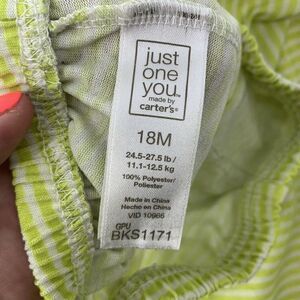 just
one
you.
made by
carter's®
18M
24.5-27.5 lb/
11.1-12.5 kg
100% Polyester/
Poliester
Made in China
Hecho en China
VID 10966
GPU
BKS1171